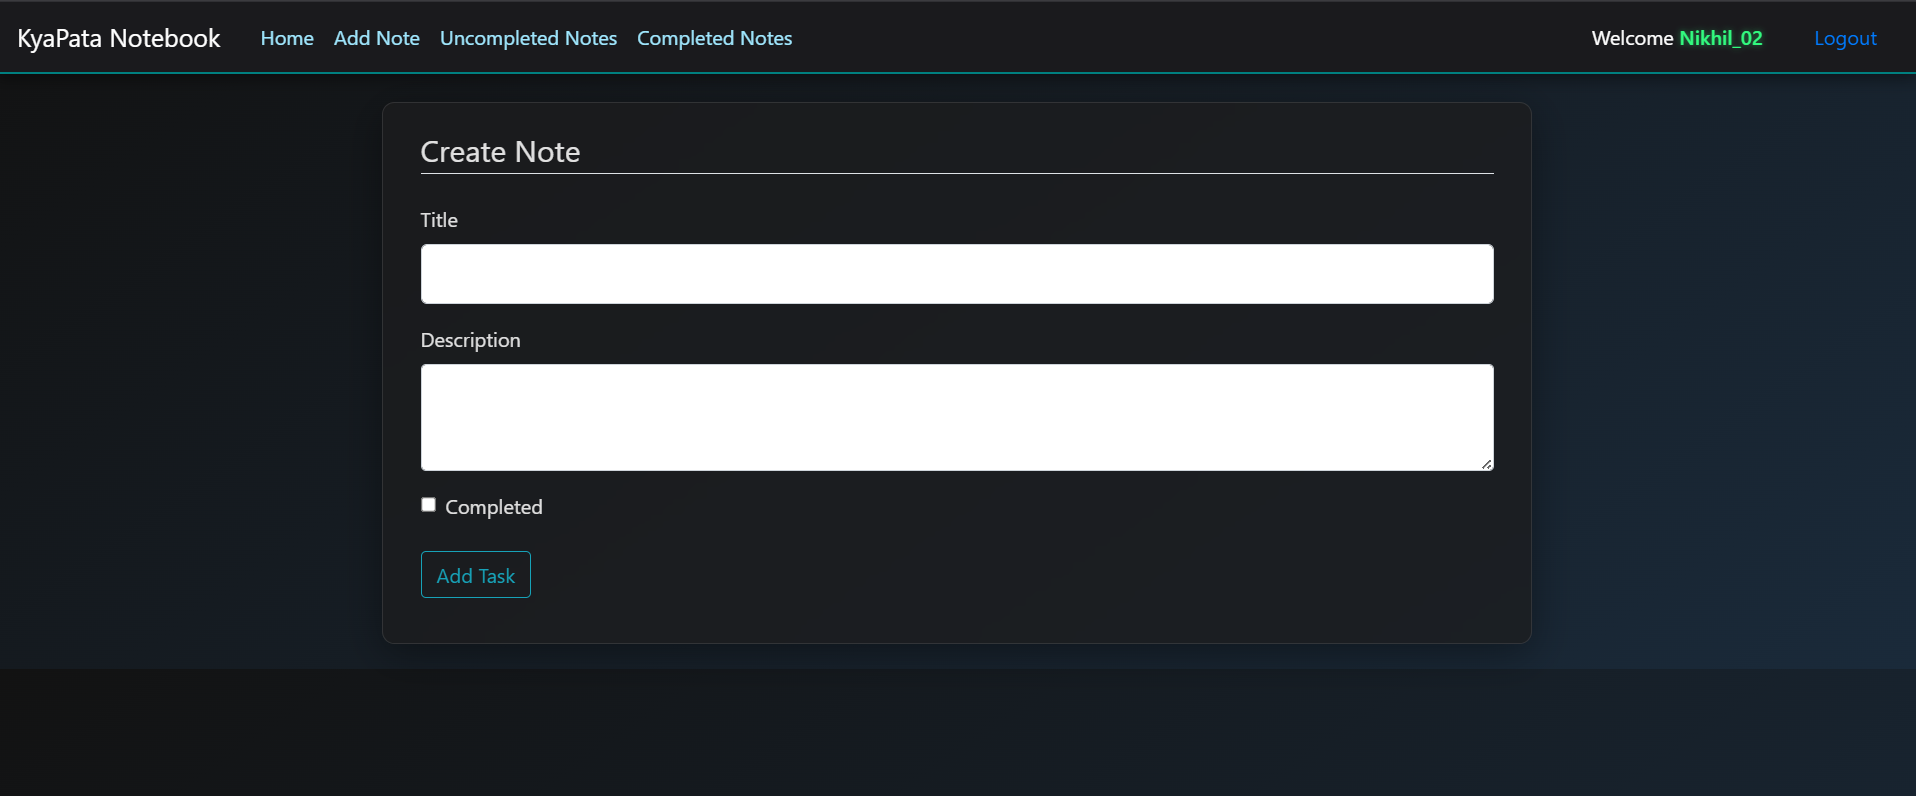 KyaPata Notebook Home Add Note Uncompleted Notes Completed Notes Welcome Nikhil_02 Logout
Create Note
Title
Description
Completed
Add Task